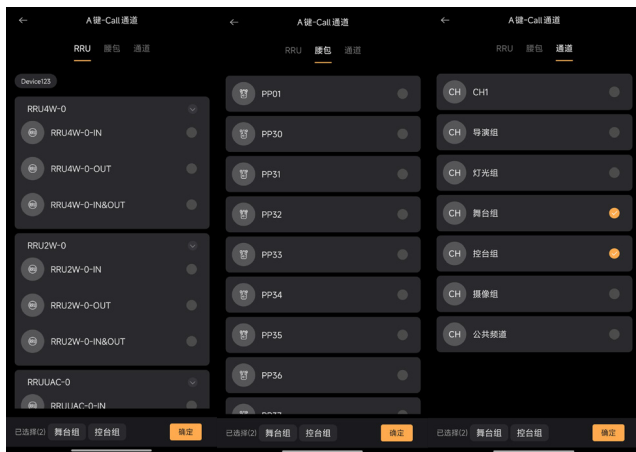 A键-Call通道
RRU 腰包 通道
Device123
RRU4W-0
RRU4W-0-IN
RRU4W-0-OUT
RRU4W-0-IN&OUT
RRU2W-0
RRU2W-0-IN
RRU2W-0-OUT
RRU2W-0-IN&OUT
RRUUAC-0
RRUUAC-0-IN
已选择(2) 舞台组 控台组 确定
A键-Call通道
RRU 腰包 通道
PP01
PP30
PP31
PP32
PP33
PP34
PP35
PP36
PP37
已选择(2) 舞台组 控台组 确定
A键-Call通道
RRU 腰包 通道
CH CH1
CH 导演组
CH 灯光组
CH 舞台组
CH 控台组
CH 摄像组
CH 公共频道
已选择(2) 舞台组 控台组 确定